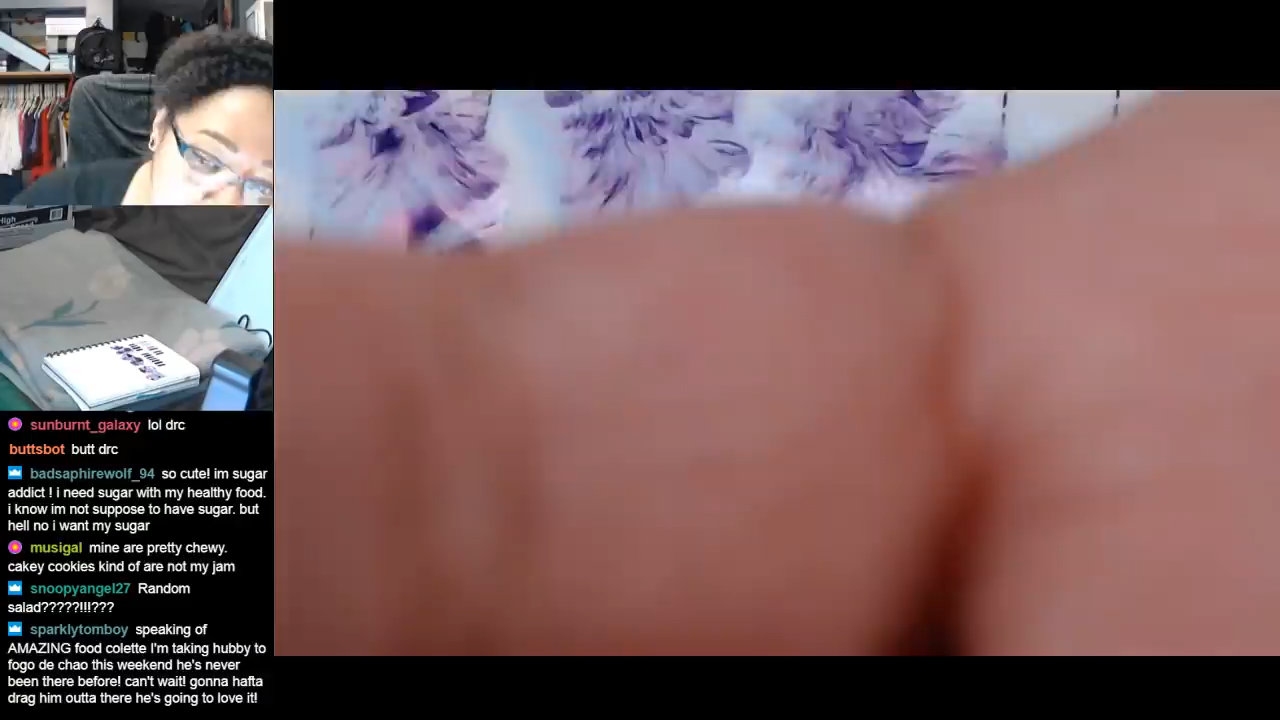 High
sunburnt_galaxy lol drc
buttsbot butt drc
badsaphirewolf_94 so cute! im sugar
addict ! i need sugar with my healthy food.
i know im not suppose to have sugar. but
hell no i want my sugar
musigal mine are pretty chewy.
cakey cookies kind of are not my jam
snoopyangel27 Random
salad?????!!!???
sparklytomboy speaking of
AMAZING food colette I'm taking hubby to
fogo de chao this weekend he's never
been there before! can't wait! gonna hafta
drag him outta there he's going to love it!